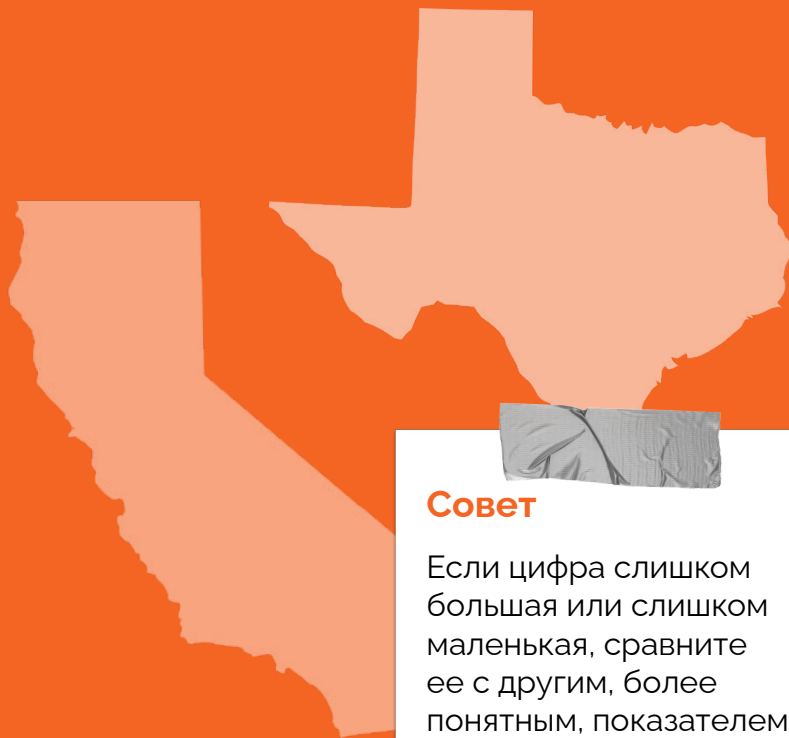 Совет
Если цифра слишком
большая или слишком
маленькая, сравните
ее с другим, более
понятным, показателем